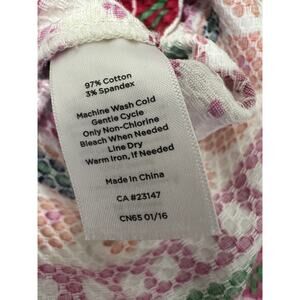 97% Cotton
3% Spandex
Machine Wash Cold
Gentle Cycle
Only Non-Chlorine
Bleach When Needed
Line Dry
Warm Iron, If Needed
Made in China
CA #23147
CN65 01/16